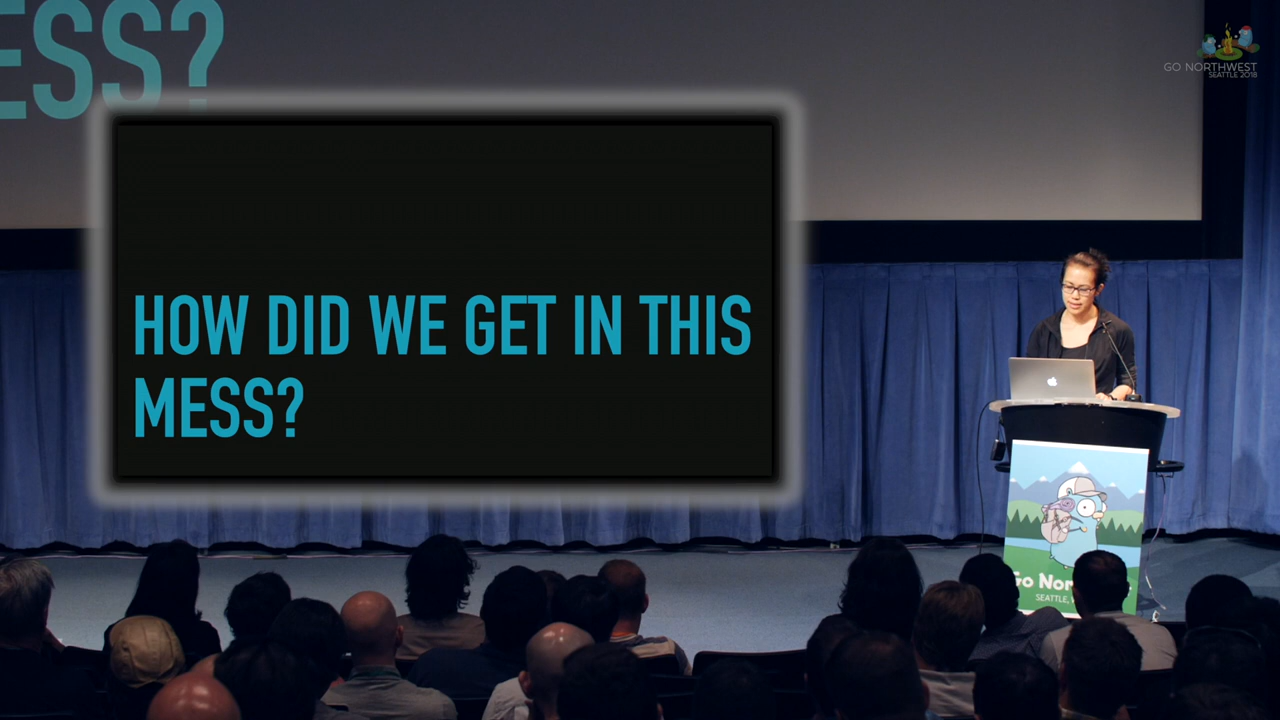 ESS?
GO NORTHWEST
SEATTLE 2018
HOW DID WE GET IN THIS
MESS?
Go Nor
SEATTLE,